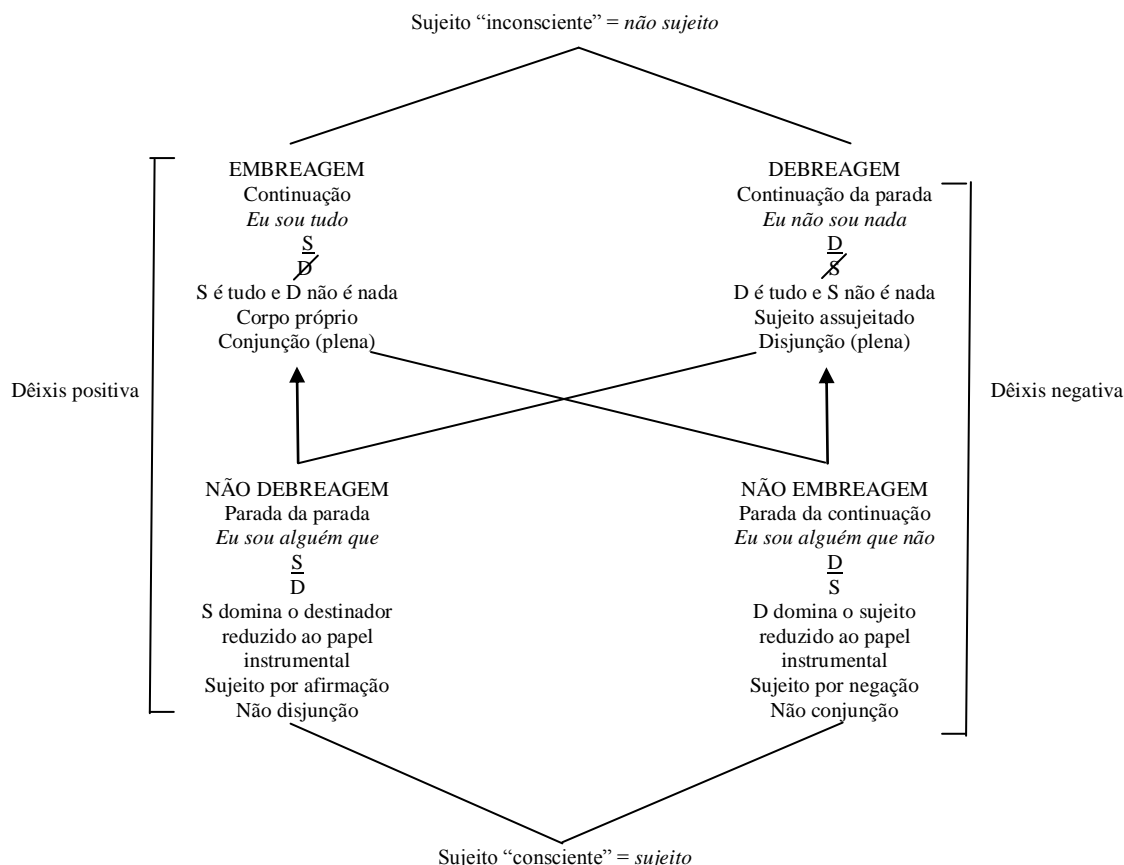 Sujeito “inconsciente” = não sujeito
EMBREAGEM
Continuação
Eu sou tudo
S
D
S é tudo e D não é nada
Corpo próprio
Conjunção (plena)
DEBREAGEM
Continuação da parada
Eu não sou nada
D
S
D é tudo e S não é nada
Sujeito assujeitado
Disjunção (plena)
Dêixis positiva
Dêixis negativa
NÃO DEBREAGEM
Parada da parada
Eu sou alguém que
S
D
S domina o destinador
reduzido ao papel
instrumental
Sujeito por afirmação
Não disjunção
NÃO EMBREAGEM
Parada da continuação
Eu sou alguém que não
D
S
D domina o sujeito
reduzido ao papel
instrumental
Sujeito por negação
Não conjunção
Sujeito “consciente” = sujeito